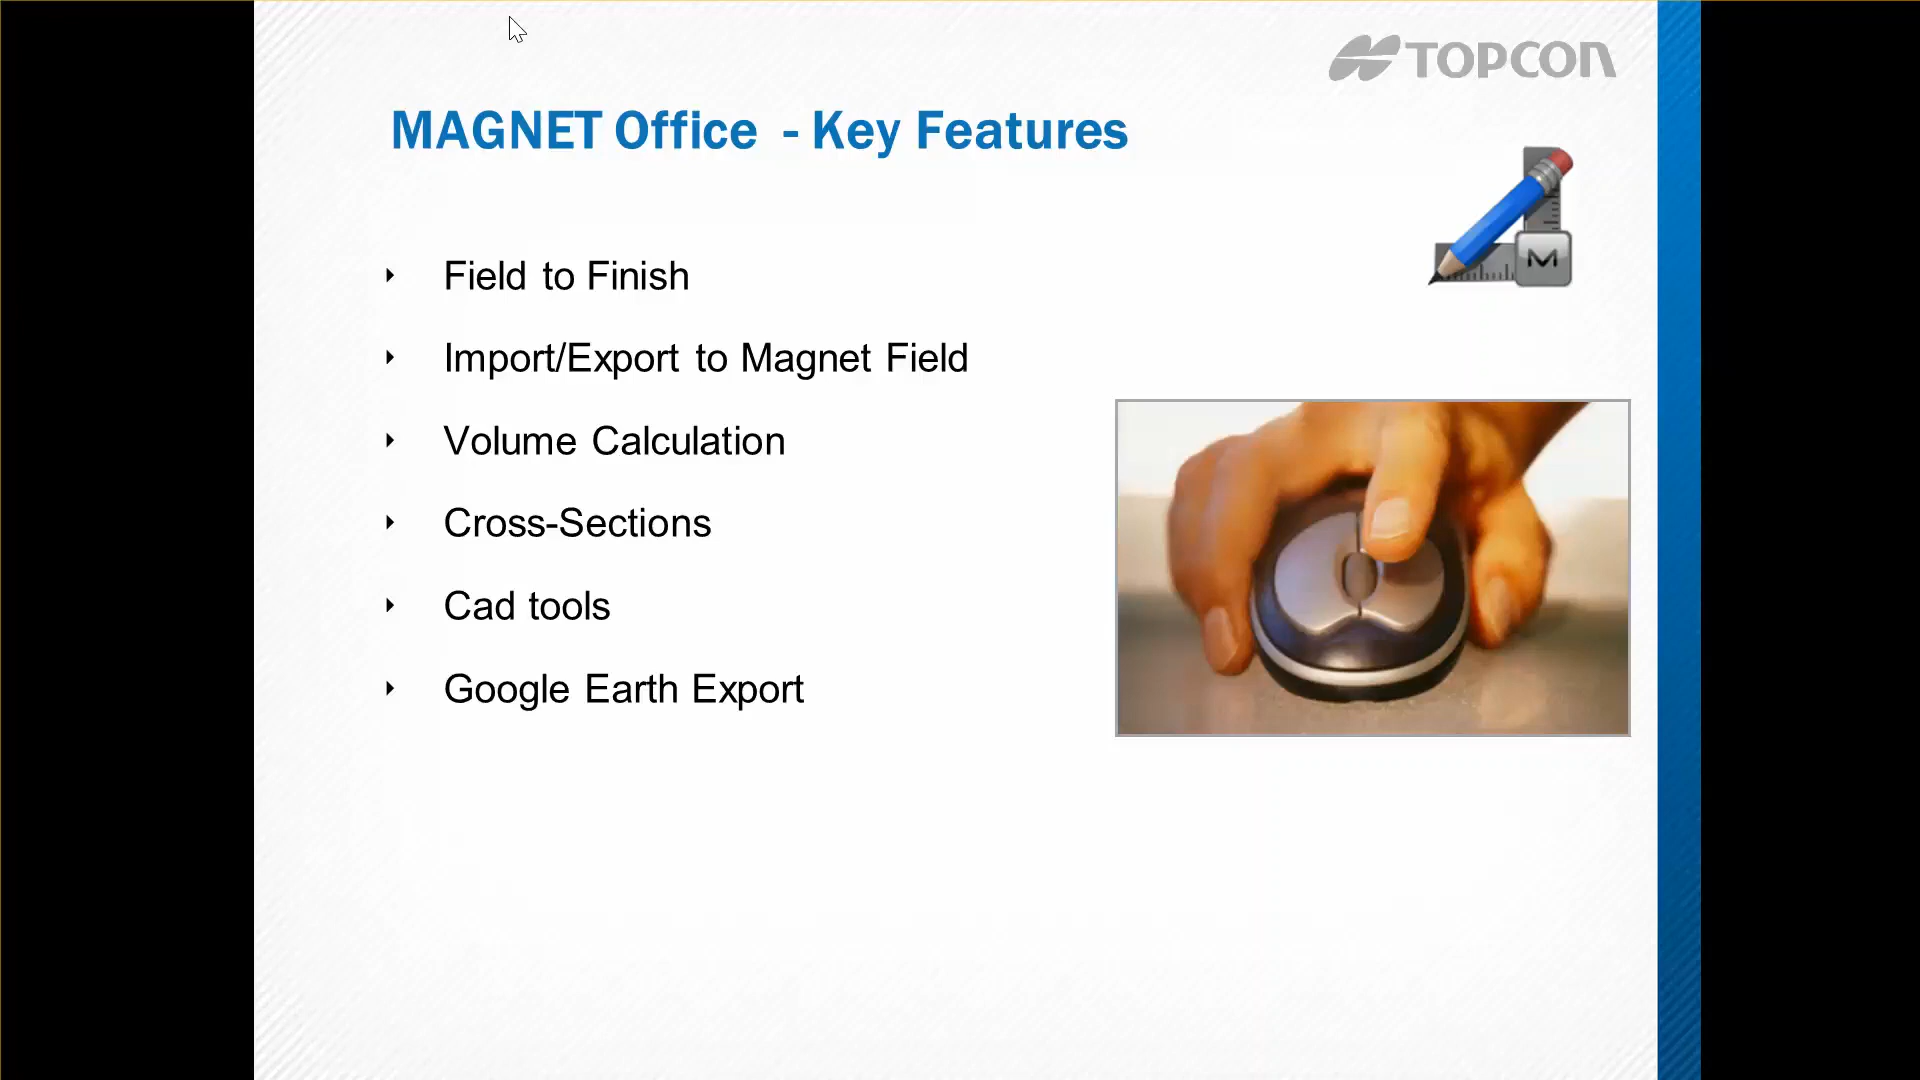 TOPCON
MAGNET Office - Key Features
M
Field to Finish
Import/Export to Magnet Field
Volume Calculation
Cross-Sections
Cad tools
Google Earth Export